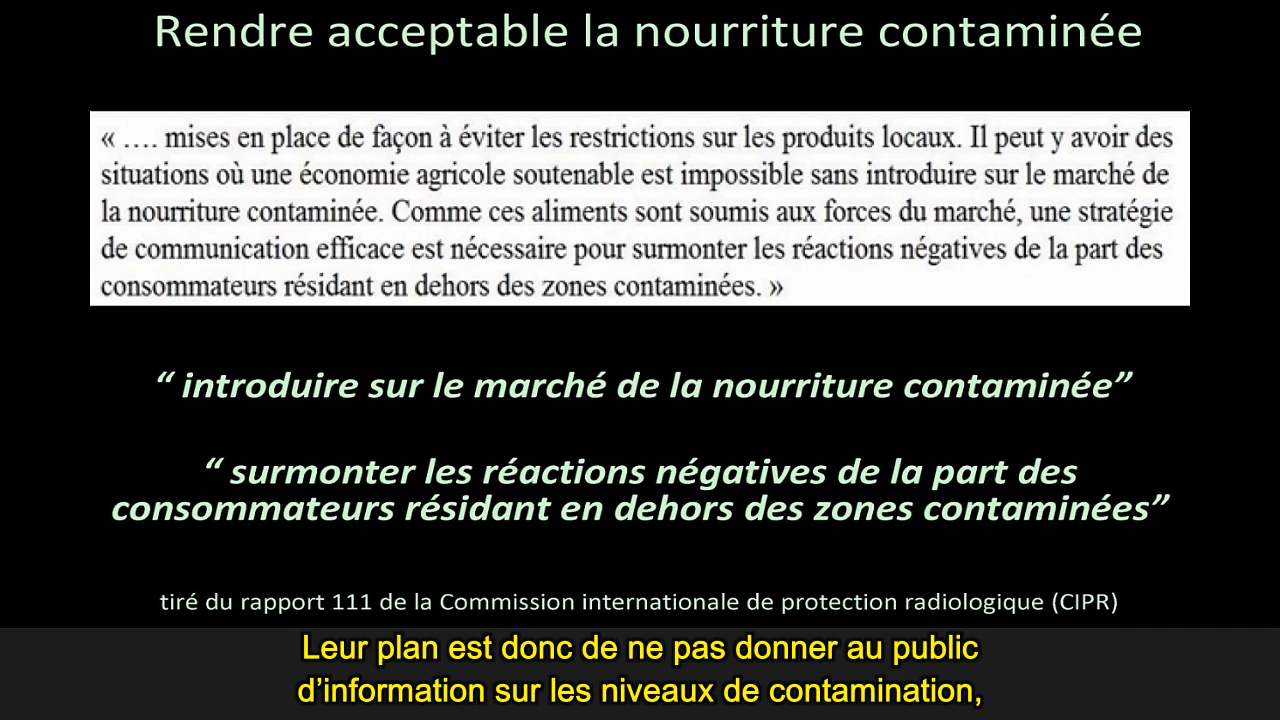 Rendre acceptable la nourriture contaminée
« …. mises en place de façon à éviter les restrictions sur les produits locaux. Il peut y avoir des
situations où une économie agricole soutenable est impossible sans introduire sur le marché de
la nourriture contaminée. Comme ces aliments sont soumis aux forces du marché, une stratégie
de communication efficace est nécessaire pour surmonter les réactions négatives de la part des
consommateurs résidant en dehors des zones contaminées. »
“ introduire sur le marché de la nourriture contaminée”
“ surmonter les réactions négatives de la part des
consommateurs résidant en dehors des zones contaminées”
tiré du rapport 111 de la Commission internationale de protection radiologique (CIPR)
Leur plan est donc de ne pas donner au public
d’information sur les niveaux de contamination,